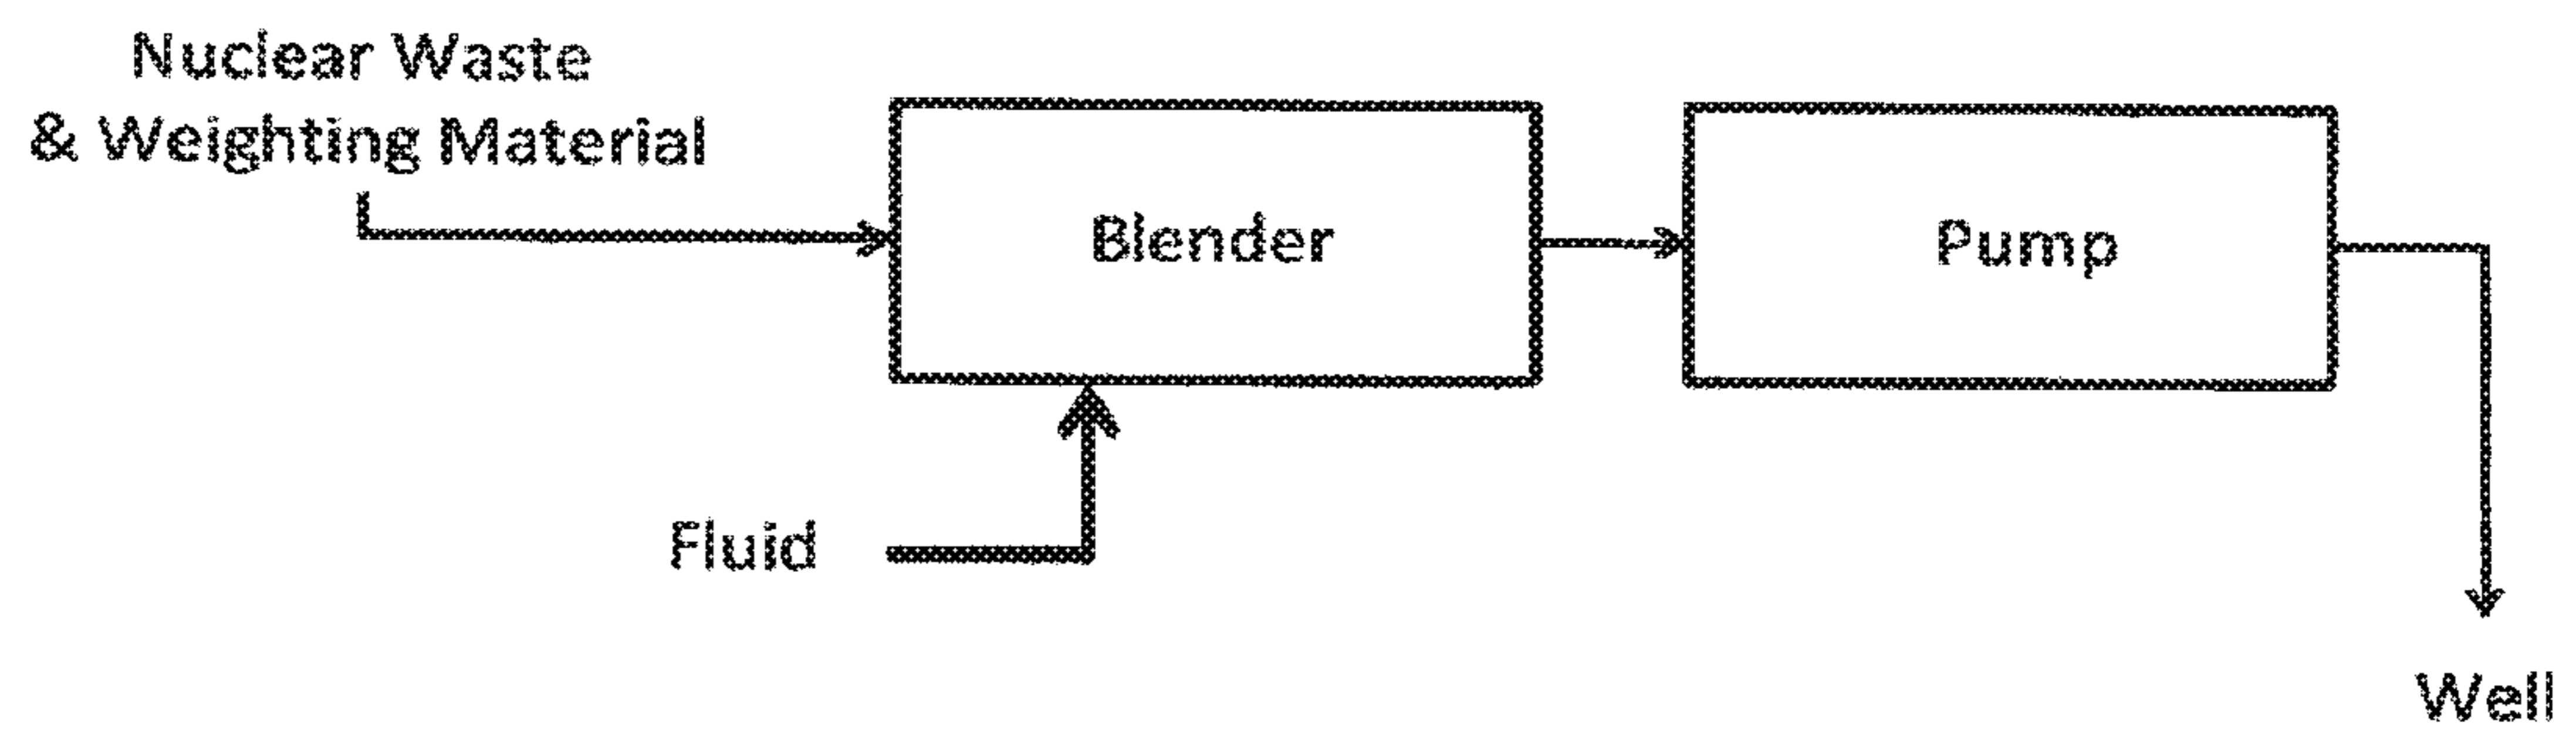 Nuclear Waste
& Weighting Material
Blender
Pump
Fluid
Well